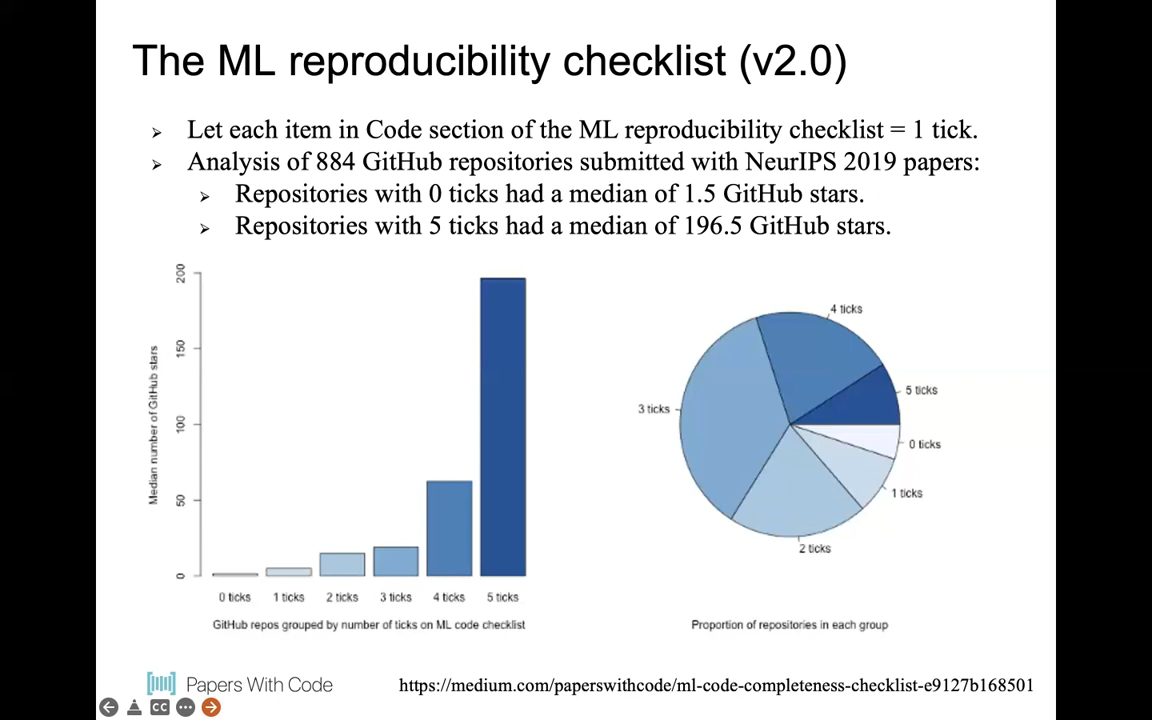 The ML reproducibility checklist (v2.0)
➢ Let each item in Code section of the ML reproducibility checklist = 1 tick.
➢ Analysis of 884 GitHub repositories submitted with NeurIPS 2019 papers:
➢ Repositories with 0 ticks had a median of 1.5 GitHub stars.
➢ Repositories with 5 ticks had a median of 196.5 GitHub stars.
Median number of GitHub stars
200
150
100
50
0
0 ticks 1 ticks 2 ticks 3 ticks 4 ticks 5 ticks
GitHub repos grouped by number of ticks on ML code checklist
4 ticks
5 ticks
3 ticks
0 ticks
1 ticks
2 ticks
Proportion of repositories in each group
Papers With Code
https://medium.com/paperswithcode/ml-code-completeness-checklist-e9127b168501
CC